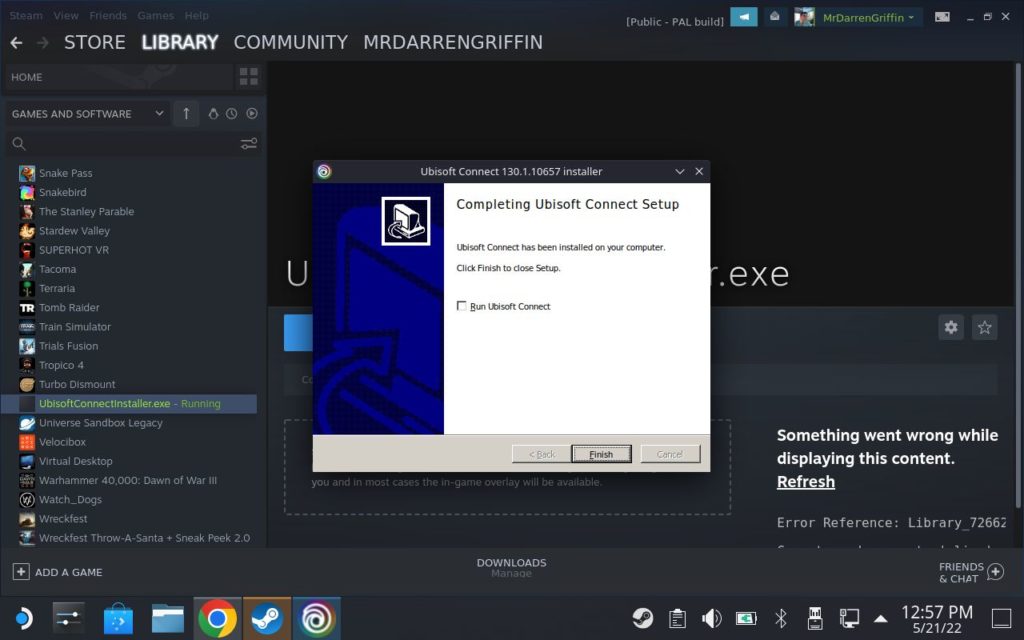 Steam View Friends Games Help
[Public - PAL build] MrDarrenGriffin
STORE LIBRARY COMMUNITY MRDARRENGRIFFIN
HOME
GAMES AND SOFTWARE
Snake Pass
Snakebird
The Stanley Parable
Stardew Valley
SUPERHOT VR
Tacoma
Terraria
Tomb Raider
Train Simulator
Trials Fusion
Tropico 4
Turbo Dismount
UbisoftConnectInstaller.exe - Running
Universe Sandbox Legacy
Velocibox
Virtual Desktop
Warhammer 40,000: Dawn of War III
Watch_Dogs
Wreckfest
Wreckfest Throw-A-Santa + Sneak Peek 2.0
Ubisoft Connect 130.1.10657 installer
Completing Ubisoft Connect Setup
Ubisoft Connect has been installed on your computer.
Click Finish to close Setup.
Run Ubisoft Connect
< Back Finish Cancel
U r.exe
you and in most cases the in-game overlay will be available.
Something went wrong while
displaying this content.
Refresh
Error Reference: Library_72662
ADD A GAME
DOWNLOADS
Manage
FRIENDS
& CHAT
12:57 PM
5/21/22